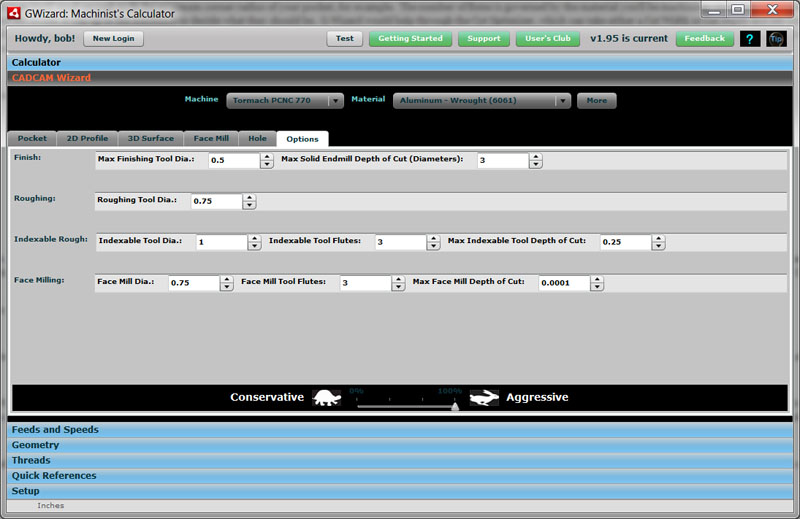 GWizard: Machinist's Calculator
Howdy, bob! New Login Test Getting Started Support User's Club v1.95 is current Feedback ? Tip
Calculator
CADCAM Wizard
Machine Tormach PCNC 770 Material Aluminum - Wrought (6061) More
Pocket 2D Profile 3D Surface Face Mill Hole Options
Finish: Max Finishing Tool Dia.: 0.5 Max Solid Endmill Depth of Cut (Diameters): 3
Roughing: Roughing Tool Dia.: 0.75
Indexable Rough: Indexable Tool Dia.: 1 Indexable Tool Flutes: 3 Max Indexable Tool Depth of Cut: 0.25
Face Milling: Face Mill Dia.: 0.75 Face Mill Tool Flutes: 3 Max Face Mill Depth of Cut: 0.0001
0% 100%
Conservative Aggressive
Feeds and Speeds
Geometry
Threads
Quick References
Setup
Inches